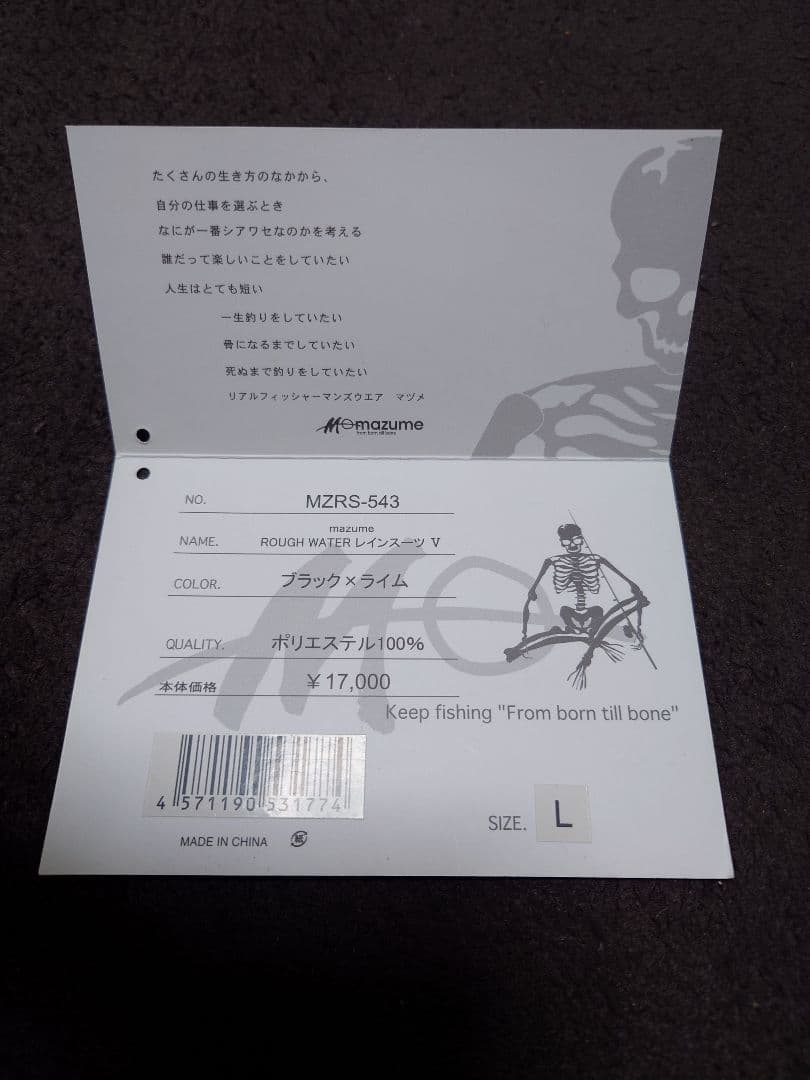 たくさんの生き方のなかから、
自分の仕事を選ぶとき
なにが一番シアワセなのかを考える
誰だって楽しいことをしていたい
人生はとても短い
一生釣りをしていたい
骨になるまでしていたい
死ぬまで釣りをしていたい
リアルフィッシャーマンズウエア マヅメ
mazume
from born till bone
NO. MZRS-543
mazume
NAME. ROUGH WATER レインスーツ V
COLOR. ブラック×ライム
QUALITY. ポリエステル100%
本体価格 ¥17,000
Keep fishing "From born till bone"
4 571190 531774
SIZE. L
MADE IN CHINA 紙